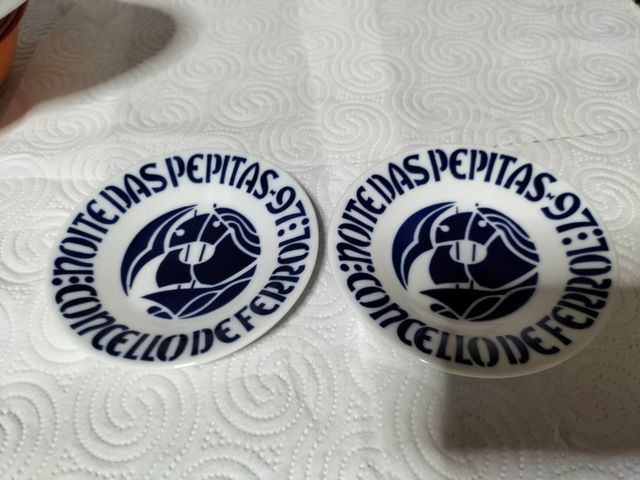 NOITE DAS PEPITAS-97:
:CONCELLO DE FERROL
NOITE DAS PEPITAS-97:
:CONCELLO DE FERROL